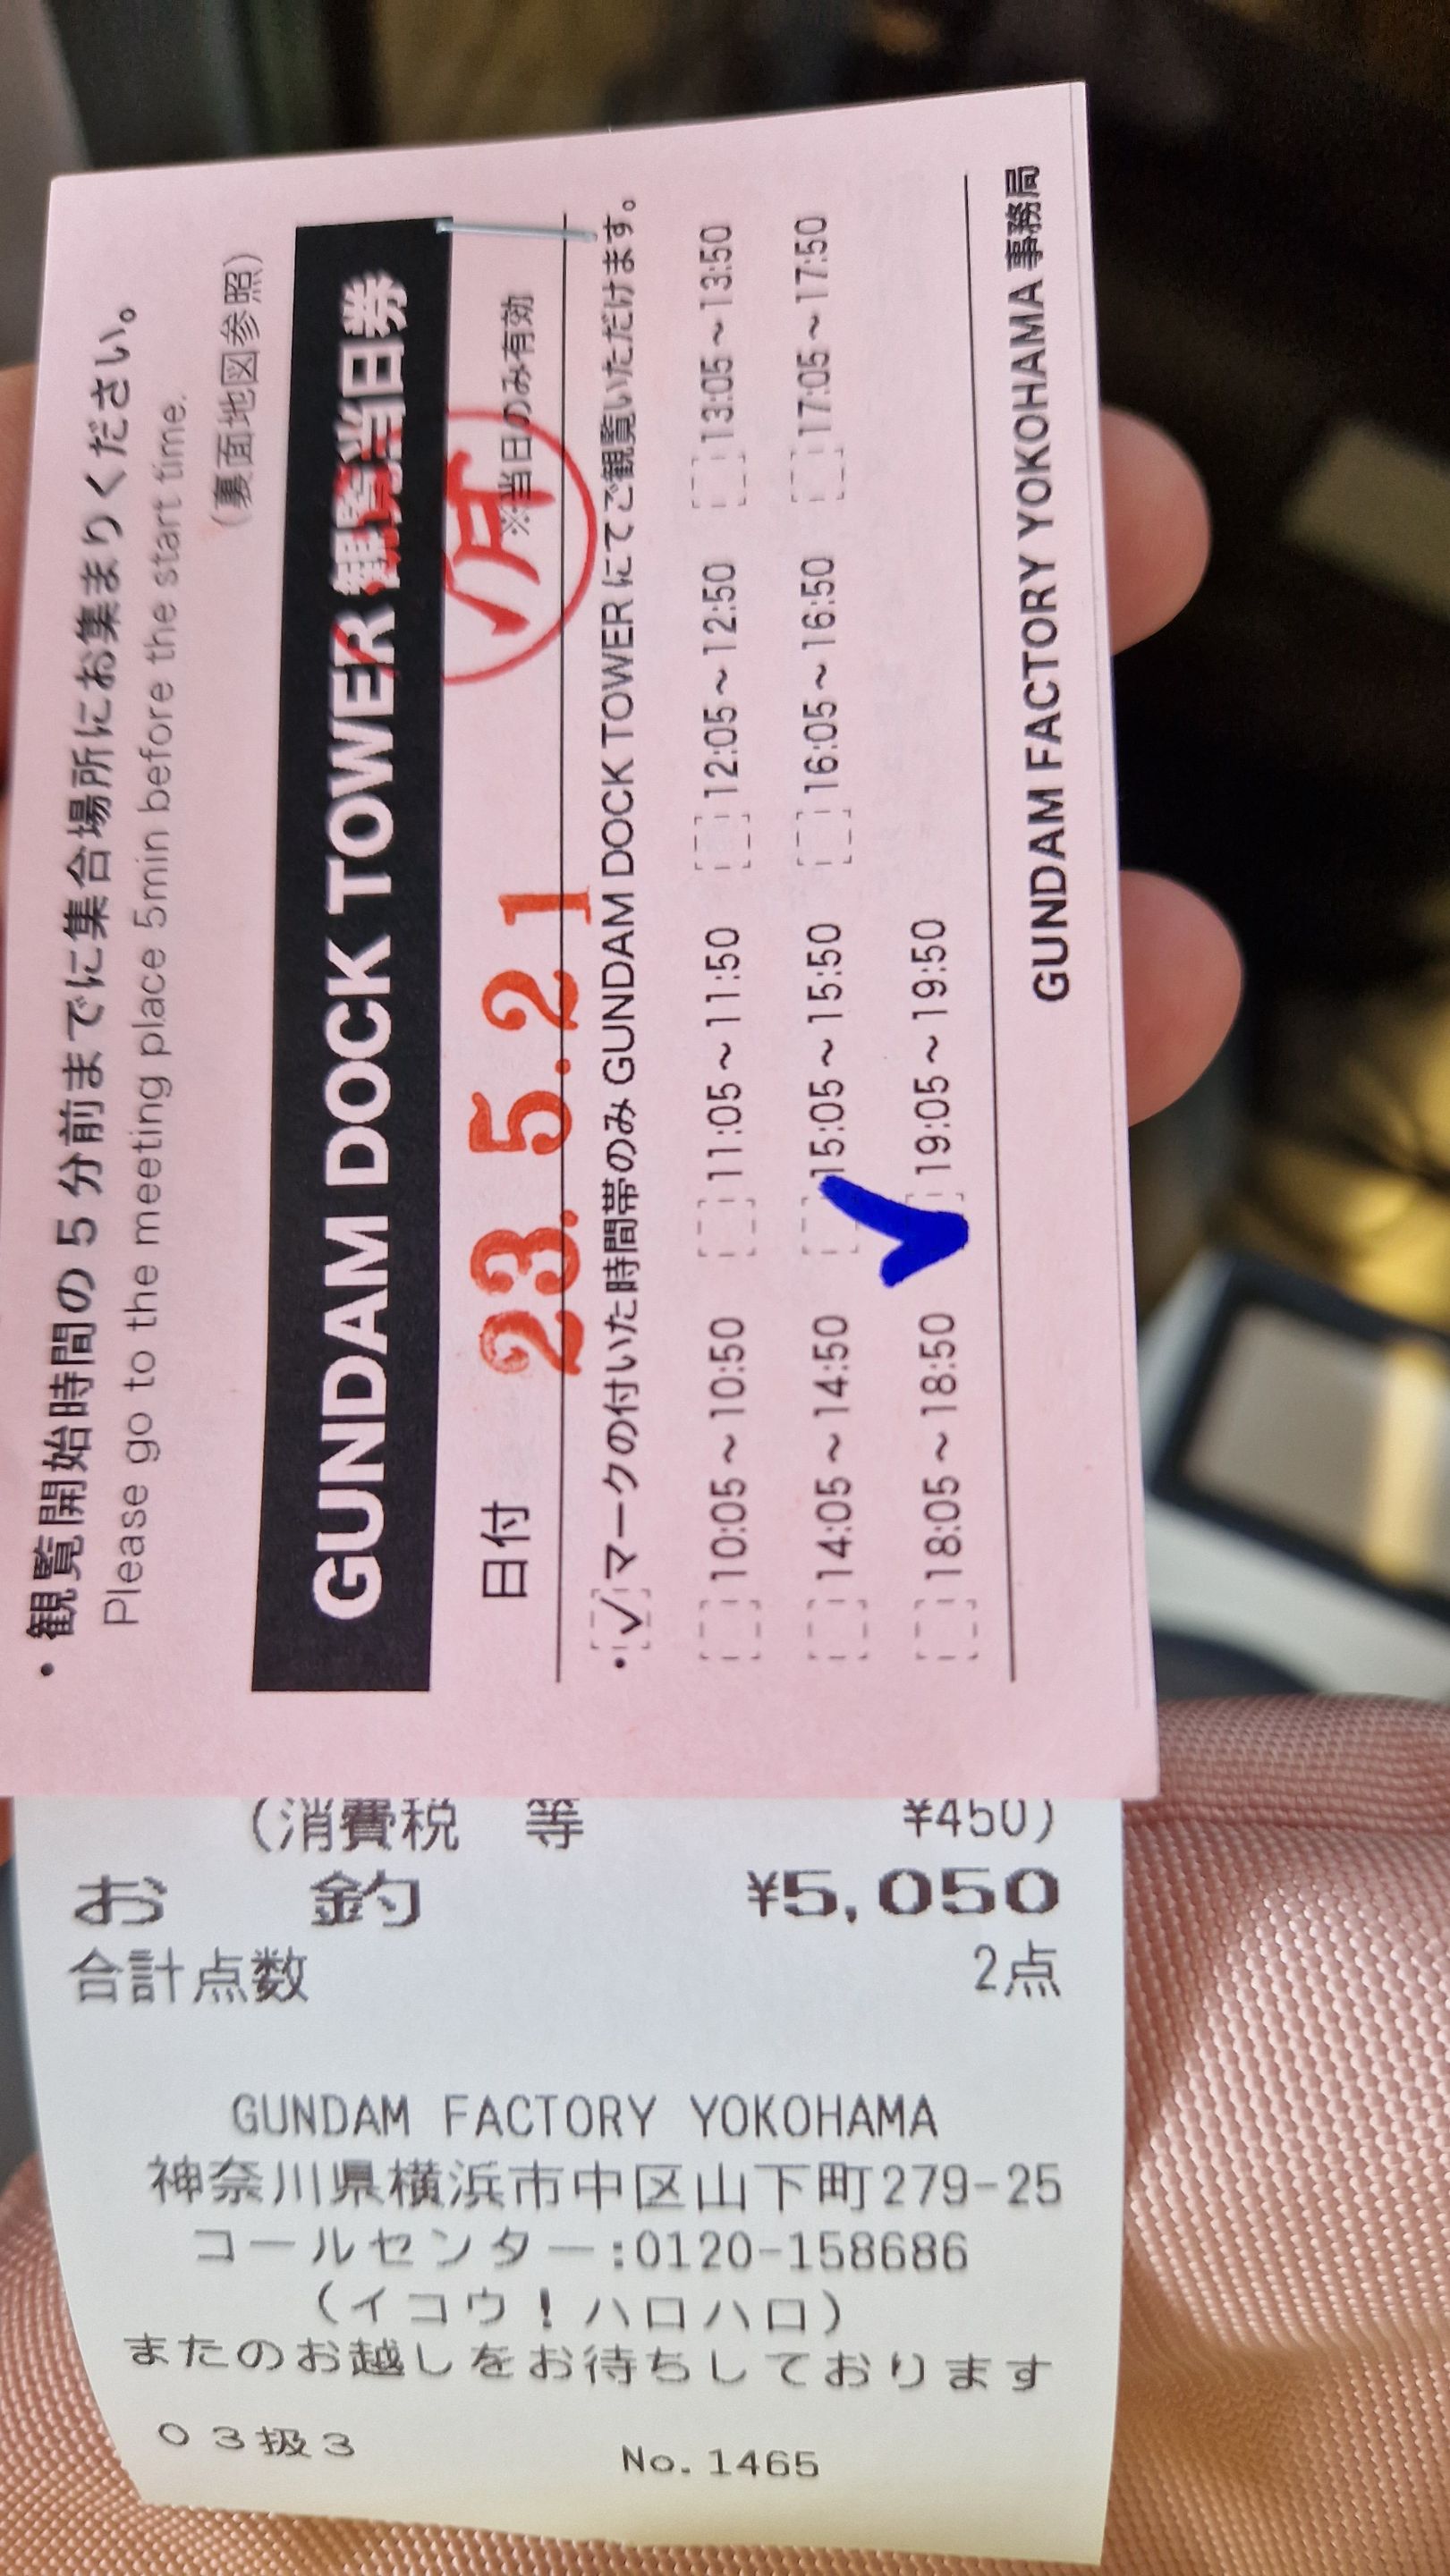 ・観覧開始時間の 5 分前までに集合場所にお集まりください。
Please go to the meeting place 5min before the start time.
(裏面地図参照)
GUNDAM DOCK TOWER 観覧当日券
日付 23. 5. 21 ※当日のみ有効
・✓マークの付いた時間帯のみ GUNDAM DOCK TOWER にてご観覧いただけます。
10:05～10:50 11:05～11:50 12:05～12:50 13:05～13:50
14:05～14:50 15:05～15:50 16:05～16:50 17:05～17:50
18:05～18:50 19:05～19:50
GUNDAM FACTORY YOKOHAMA 事務局
(消費税 等 ¥450)
お 釣 ¥5,050
合計点数 2点
GUNDAM FACTORY YOKOHAMA
神奈川県横浜市中区山下町279-25
コールセンター:0120-158686
(イコウ！ハロハロ)
またのお越しをお待ちしております
03扱3 No.1465